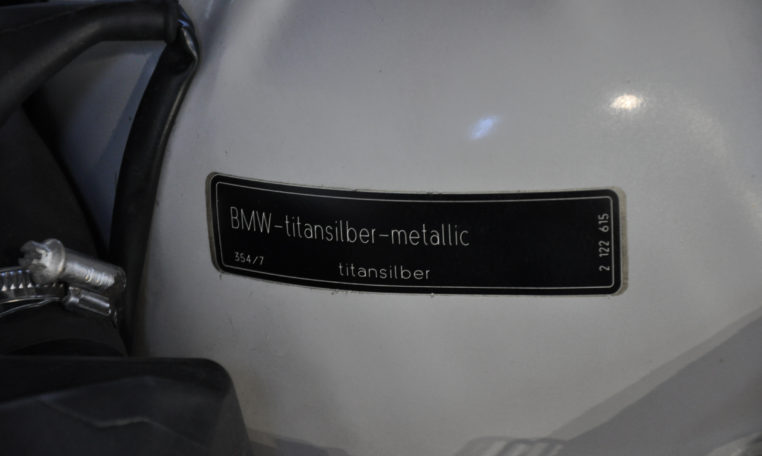 BMW-titansilber-metallic
354/7
titansilber
2 122 615